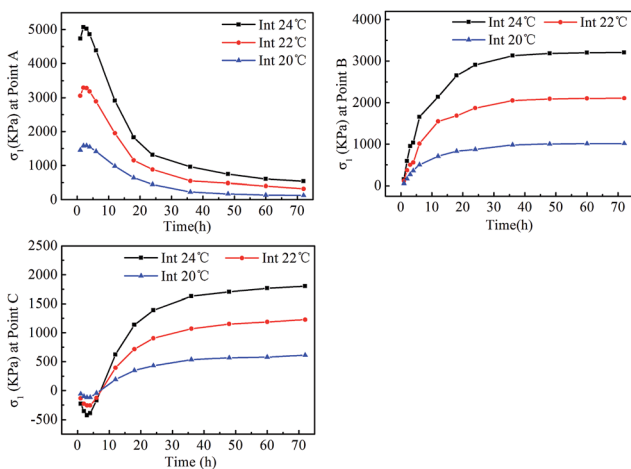 σ1(KPa) at Point A
Int 24℃
Int 22℃
Int 20℃
5000
4000
3000
2000
1000
0
0 10 20 30 40 50 60 70
Time(h)
σ1 (KPa) at Point B
Int 24℃ Int 22℃
Int 20℃
4000
3000
2000
1000
0
0 10 20 30 40 50 60 70
Time(h)
σ1 (KPa) at Point C
Int 24℃ Int 22℃
Int 20℃
2500
2000
1500
1000
500
0
-500
0 10 20 30 40 50 60 70
Time (h)